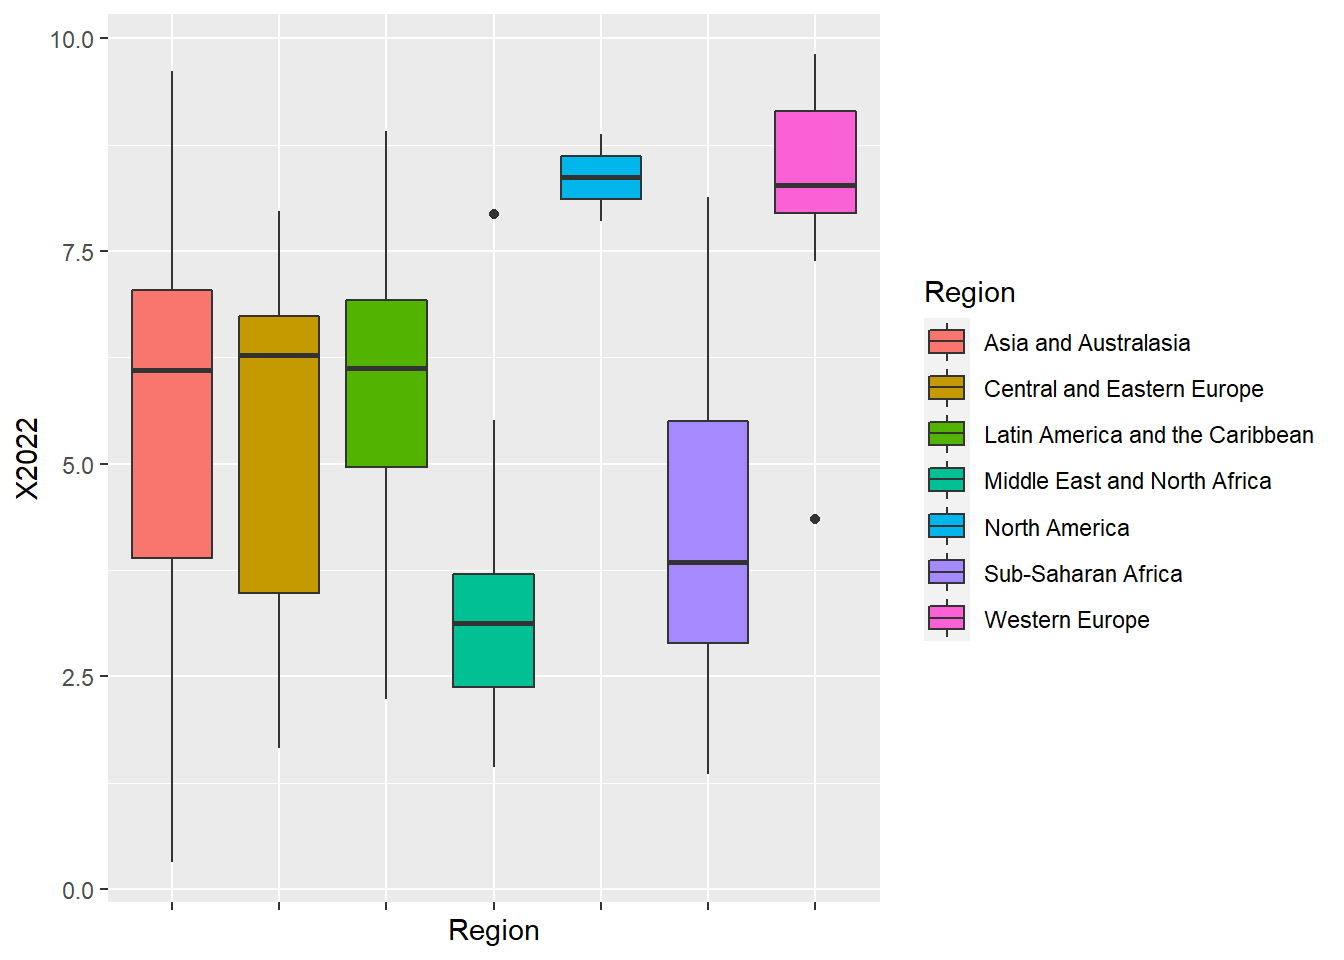 10.0
7.5
5.0
2.5
0.0
X2022
Region
Region
Asia and Australasia
Central and Eastern Europe
Latin America and the Caribbean
Middle East and North Africa
North America
Sub-Saharan Africa
Western Europe